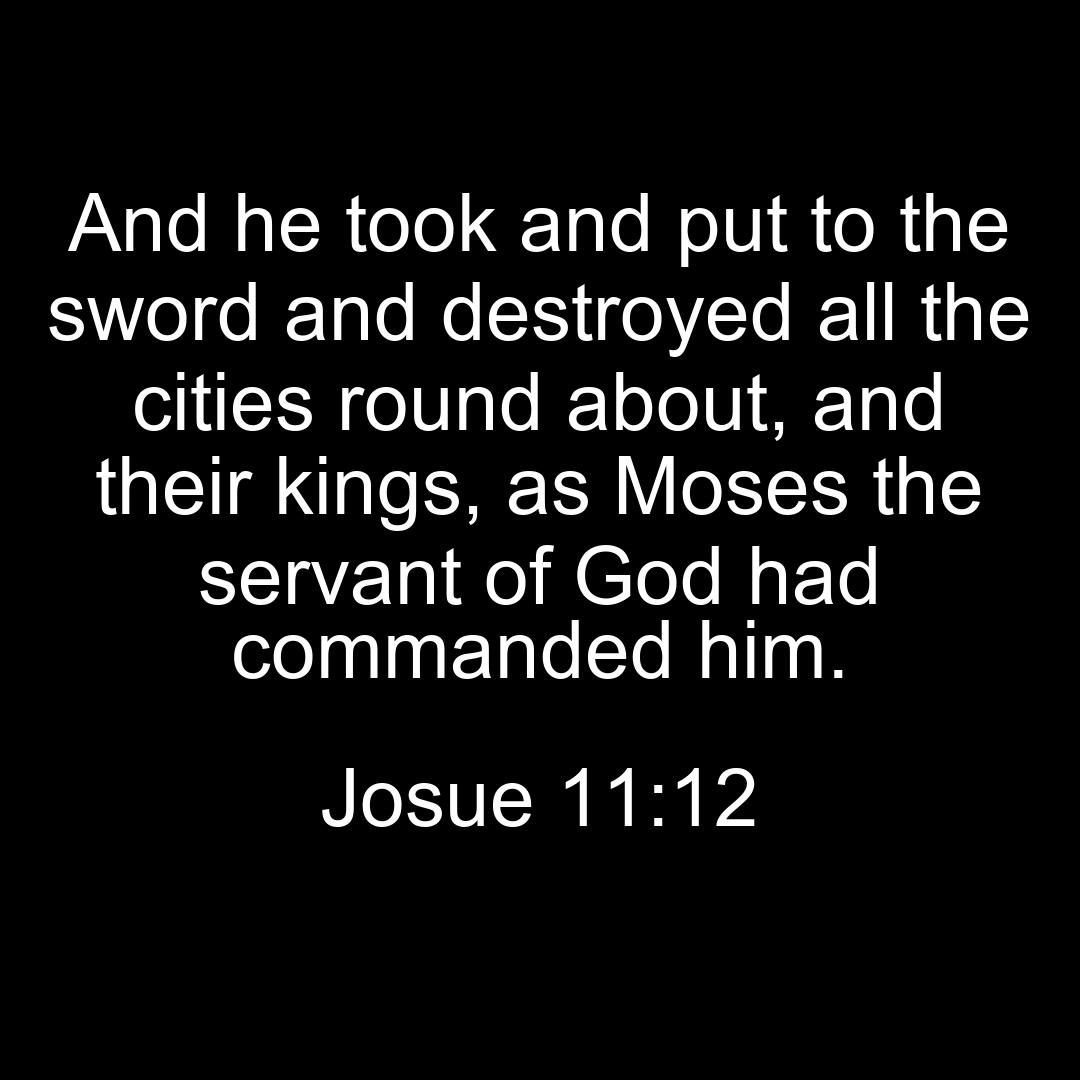 And he took and put to the
sword and destroyed all the
cities round about, and
their kings, as Moses the
servant of God had
commanded him.
Josue 11:12